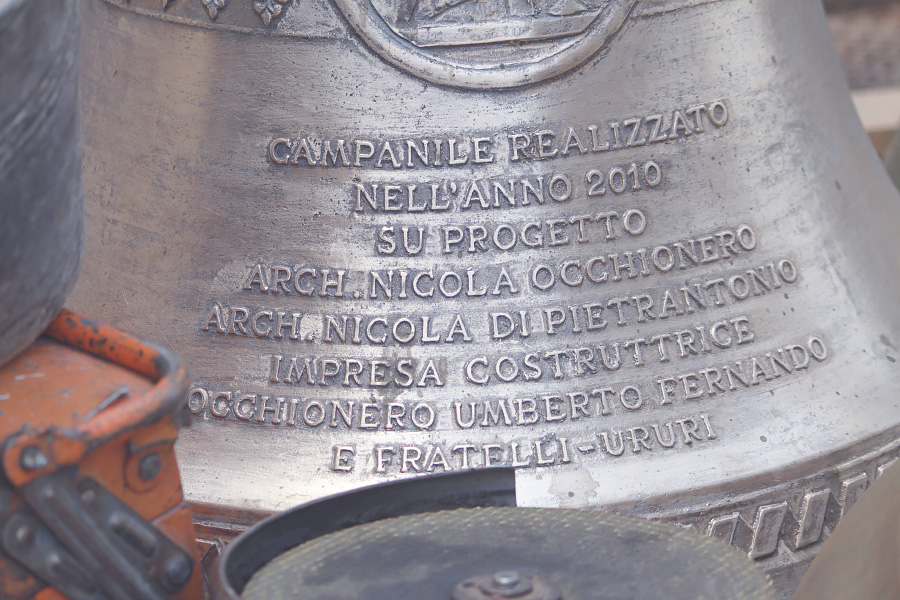 CAMPANILE REALIZZATO
NELL'ANNO 2010
SU PROGETTO
ARCH. NICOLA OCCHIONERO
ARCH. NICOLA DI PIETRANTONIO
IMPRESA COSTRUTTRICE
OCCHIONERO UMBERTO FERNANDO
E FRATELLI-URURI